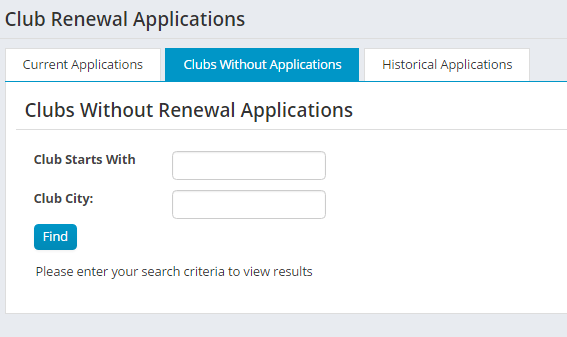 Club Renewal Applications
Current Applications Clubs Without Applications Historical Applications
Clubs Without Renewal Applications
Club Starts With
Club City:
Find
Please enter your search criteria to view results